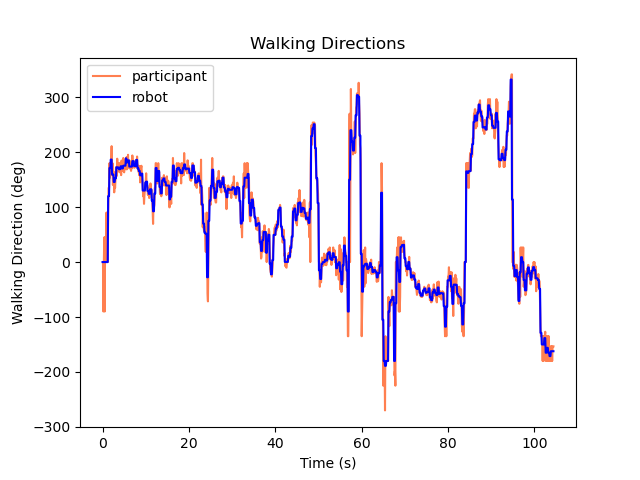 Walking Directions
participant
robot
Walking Direction (deg)
300
200
100
0
−100
−200
−300
0
20
40
60
80
100
Time (s)